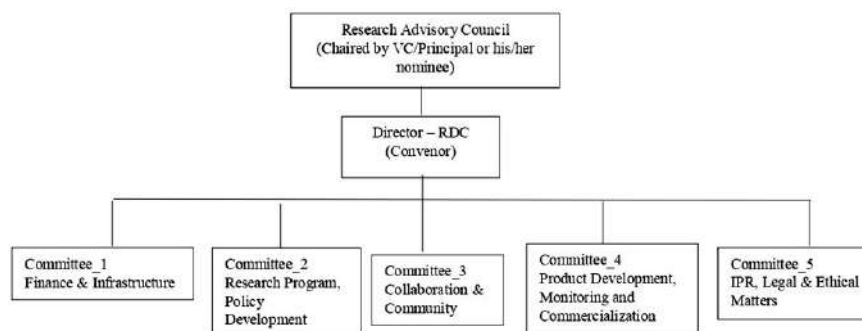 Research Advisory Council
(Chaired by VC/Principal or his/her
nominee)
Director – RDC
(Convenor)
Committee_1
Finance & Infrastructure
Committee_2
Research Program,
Policy
Development
Committee_3
Collaboration &
Community
Committee_4
Product Development,
Monitoring and
Commercialization
Committee_5
IPR, Legal & Ethical
Matters